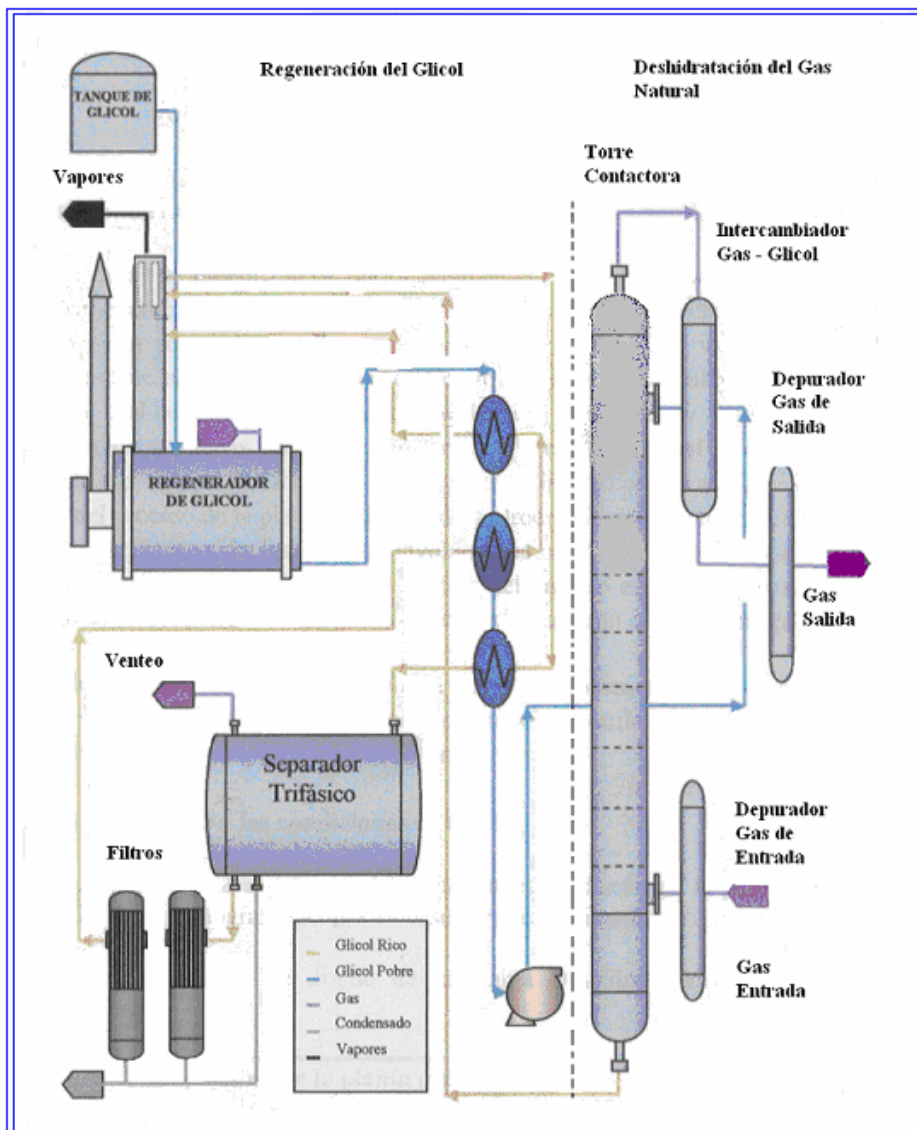 Regeneración del Glicol
Deshidratación del Gas
Natural
TANQUE DE
GLICOL
Torre
Contactora
Vapores
Intercambiador
Gas - Glicol
Depurador
Gas de
Salida
REGENERADOR
DE GLICOL
Gas
Salida
Venteo
Separador
Trifásico
Depurador
Gas de
Entrada
Filtros
Glicol Rico
Glicol Pobre
Gas
Condensado
Vapores
Gas
Entrada